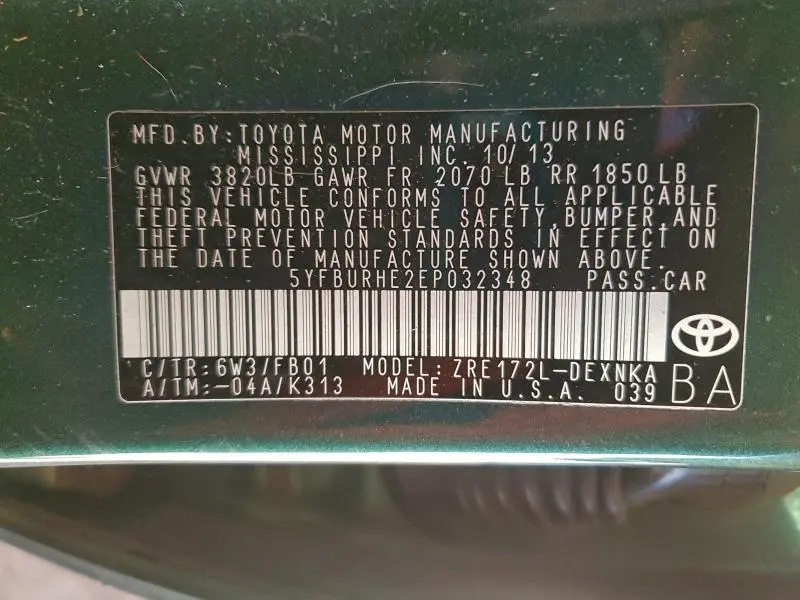 MFD.BY:TOYOTA MOTOR MANUFACTURING
MISSISSIPPI INC. 10/13
GVWR 3820LB GAWR FR 2070 LB RR 1850 LB
THIS VEHICLE CONFORMS TO ALL APPLICABLE
FEDERAL MOTOR VEHICLE SAFETY,BUMPER,AND
THEFT PREVENTION STANDARDS IN EFFECT ON
THE DATE OF MANUFACTURE SHOWN ABOVE.
5YFBURHE2EP032348 PASS.CAR
C/TR:6W3/FB01 MODEL:ZRE172L-DEXNKA
A/TM:-04A/K313 MADE IN U.S.A. 039 BA